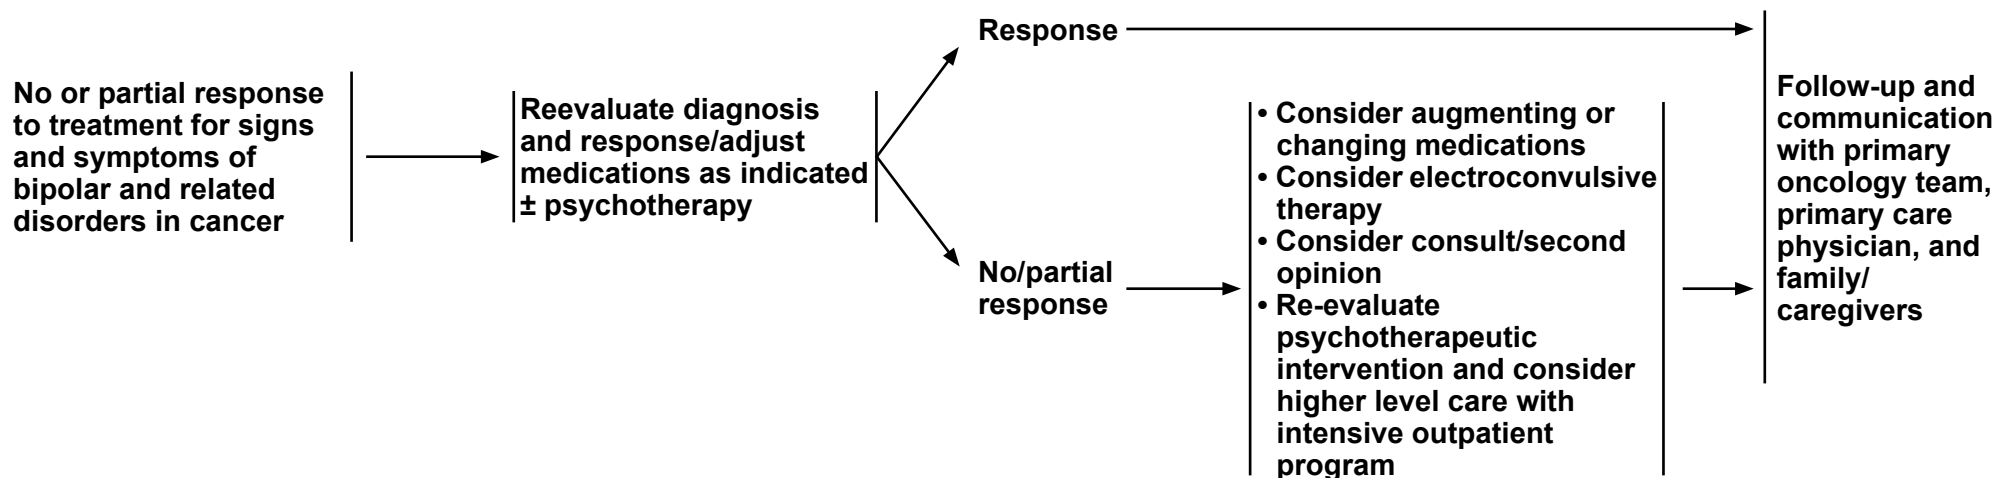 No or partial response
to treatment for signs
and symptoms of
bipolar and related
disorders in cancer
Reevaluate diagnosis
and response/adjust
medications as indicated
± psychotherapy
Response
No/partial
response
• Consider augmenting or
changing medications
• Consider electroconvulsive
therapy
• Consider consult/second
opinion
• Re-evaluate
psychotherapeutic
intervention and consider
higher level care with
intensive outpatient
program
Follow-up and
communication
with primary
oncology team,
primary care
physician, and
family/
caregivers